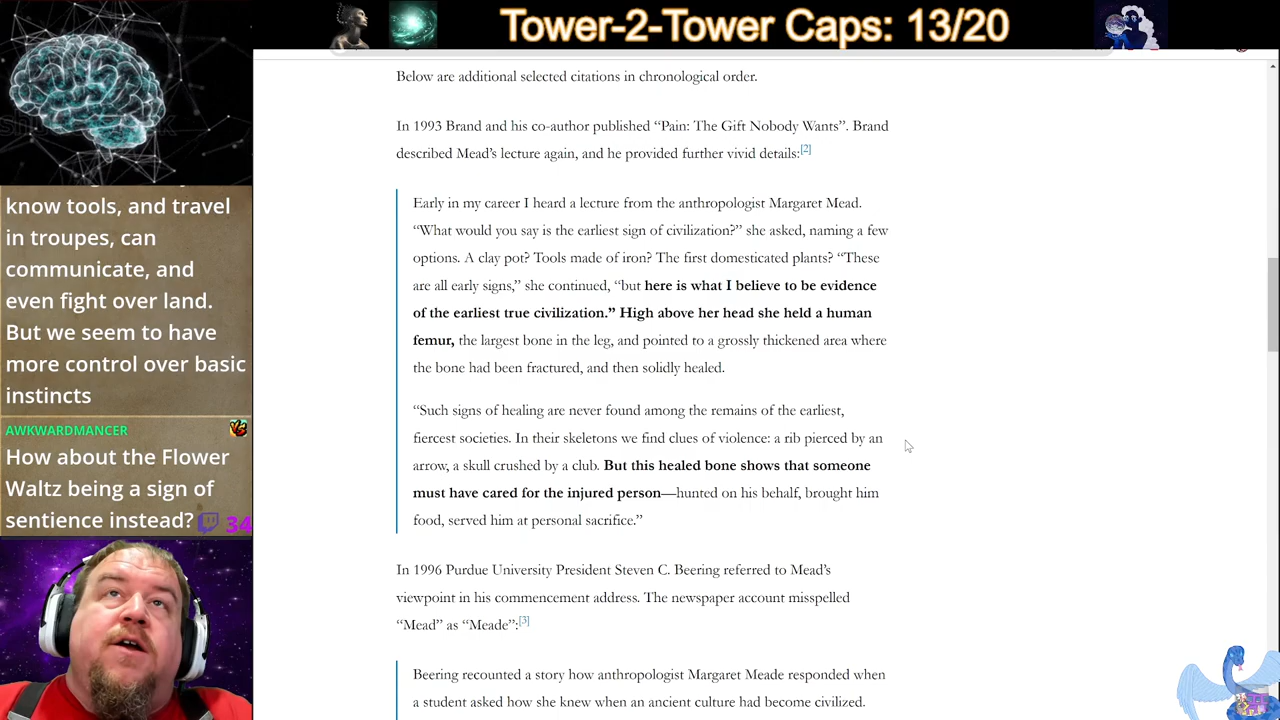 Tower-2-Tower Caps: 13/20
know tools, and travel
in troupes, can
communicate, and
even fight over land.
But we seem to have
more control over basic
instincts
AWKWARDMANCER
How about the Flower
Waltz being a sign of
sentience instead?
34
Below are additional selected citations in chronological order.
In 1993 Brand and his co-author published “Pain: The Gift Nobody Wants”. Brand
described Mead’s lecture again, and he provided further vivid details:[2]
Early in my career I heard a lecture from the anthropologist Margaret Mead.
“What would you say is the earliest sign of civilization?” she asked, naming a few
options. A clay pot? Tools made of iron? The first domesticated plants? “These
are all early signs,” she continued, “but here is what I believe to be evidence
of the earliest true civilization.” High above her head she held a human
femur, the largest bone in the leg, and pointed to a grossly thickened area where
the bone had been fractured, and then solidly healed.
“Such signs of healing are never found among the remains of the earliest,
fiercest societies. In their skeletons we find clues of violence: a rib pierced by an
arrow, a skull crushed by a club. But this healed bone shows that someone
must have cared for the injured person—hunted on his behalf, brought him
food, served him at personal sacrifice.”
In 1996 Purdue University President Steven C. Beering referred to Mead’s
viewpoint in his commencement address. The newspaper account misspelled
“Mead” as “Meade”:[3]
Beering recounted a story how anthropologist Margaret Meade responded when
a student asked how she knew when an ancient culture had become civilized.